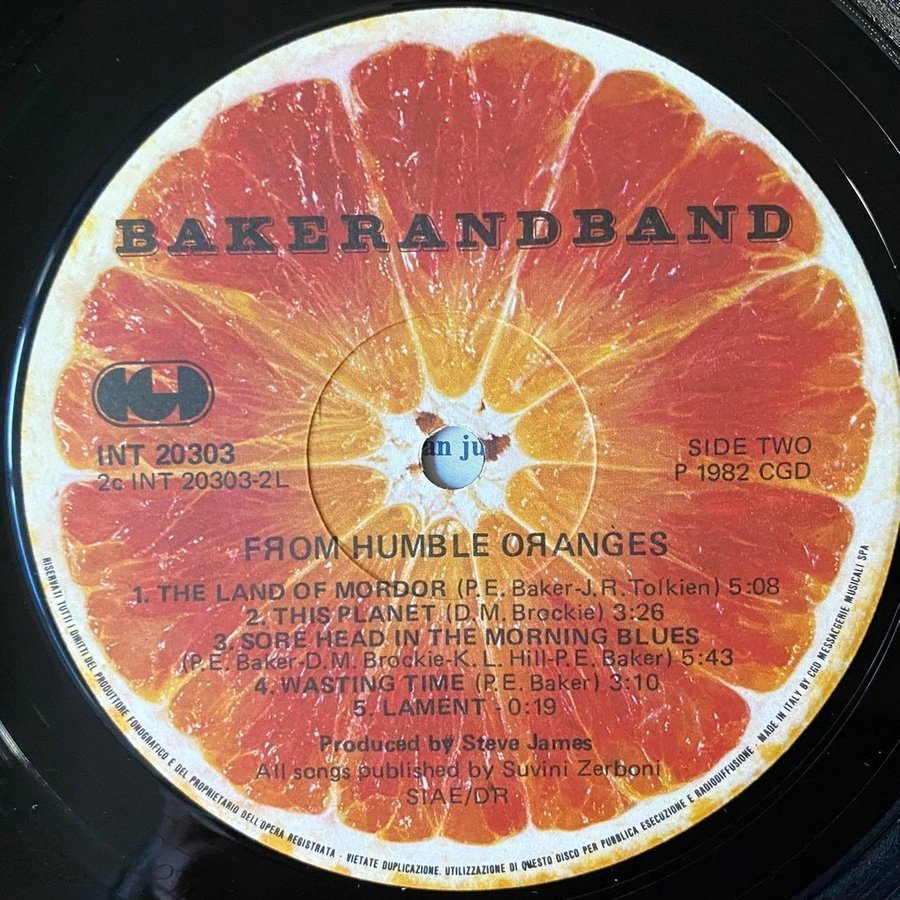 BAKERANDBAND
INT 20303
2c INT 20303-2L
an ju
SIDE TWO
P 1982 CGD
FROM HUMBLE ORANGES
1. THE LAND OF MORDOR (P.E. Baker-J.R. Tolkien) 5:08
2. THIS PLANET (D.M. Brockie) 3:26
3. SORE HEAD IN THE MORNING BLUES
(P.E. Baker-D.M. Brockie-K.L. Hill-P.E. Baker) 5:43
4. WASTING TIME (P.E. Baker) 3:10
5. LAMENT - 0:19
Produced by Steve James
All songs published by Suvini Zerboni
SIAE/D'R
RISERVATI TUTTI I DIRITTI DEL PRODUTTORE FONOGRAFICO E DEL PROPRIETARIO DELL'OPERA REGISTRATA - VIETATE DUPLICAZIONE. UTILIZZAZIONE DI QUESTO DISCO PER PUBBLICA ESECUZIONE E RADIODIFFUSIONE - MADE IN ITALY BY CGD MESSAGGERIE MUSICALI SPA